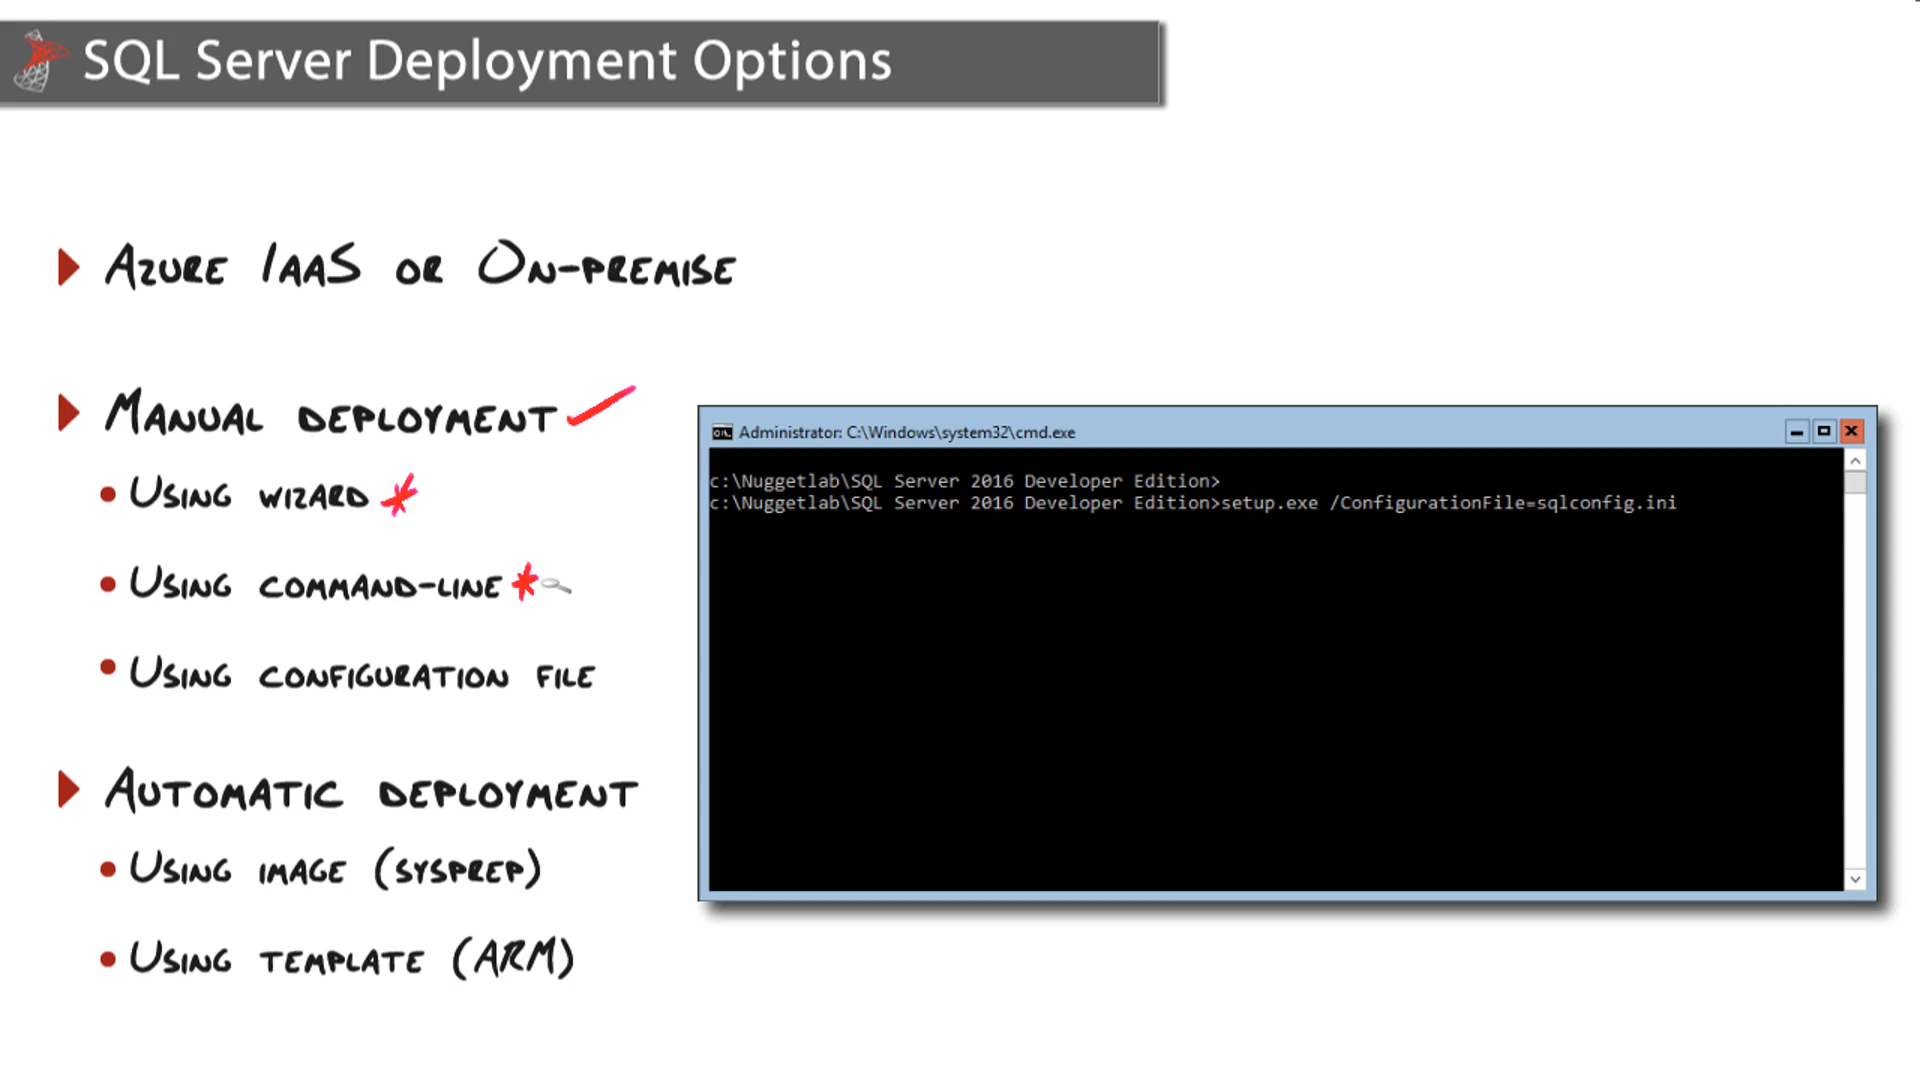 SQL Server Deployment Options
Azure IaaS or On-premise
Manual deployment
Using wizard
Using command-line
Using configuration file
Automatic deployment
Using image (sysprep)
Using template (ARM)
Administrator: C:\Windows\system32\cmd.exe
c:\Nuggetlab\SQL Server 2016 Developer Edition>
c:\Nuggetlab\SQL Server 2016 Developer Edition>setup.exe /ConfigurationFile=sqlconfig.ini